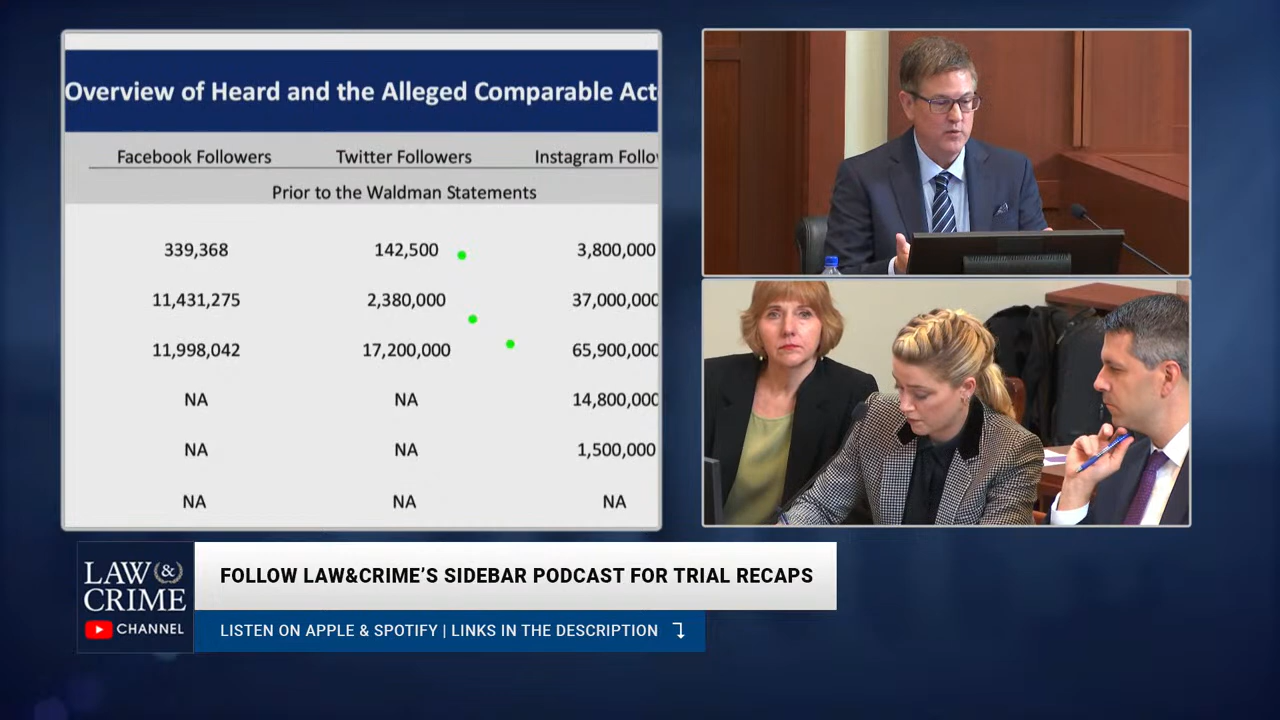 Overview of Heard and the Alleged Comparable Act
Facebook Followers Twitter Followers Instagram Follo
Prior to the Waldman Statements
339,368 142,500 3,800,000
11,431,275 2,380,000 37,000,000
11,998,042 17,200,000 65,900,000
NA NA 14,800,000
NA NA 1,500,000
NA NA NA
LAW &
CRIME
CHANNEL
FOLLOW LAW&CRIME'S SIDEBAR PODCAST FOR TRIAL RECAPS
LISTEN ON APPLE & SPOTIFY | LINKS IN THE DESCRIPTION